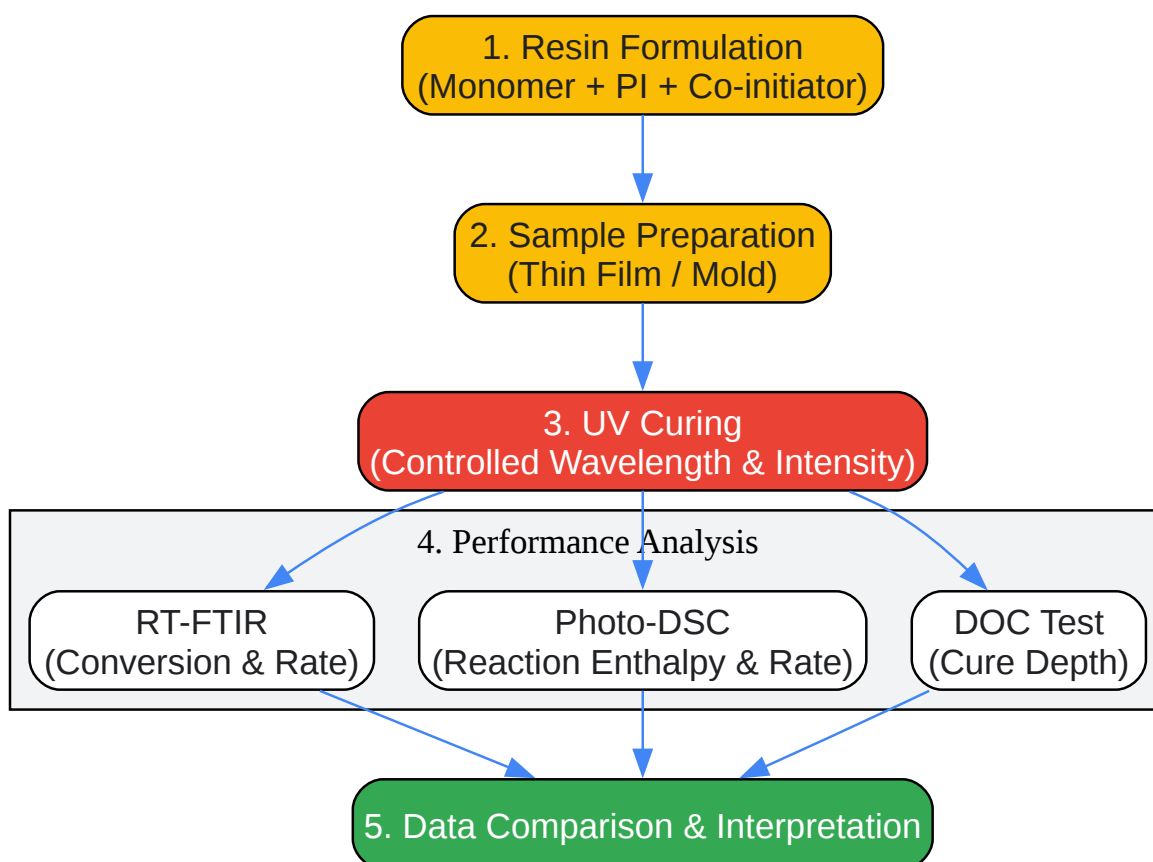 1. Resin Formulation
(Monomer + PI + Co-initiator)
2. Sample Preparation
(Thin Film / Mold)
3. UV Curing
(Controlled Wavelength & Intensity)
4. Performance Analysis
RT-FTIR
(Conversion & Rate)
Photo-DSC
(Reaction Enthalpy & Rate)
DOC Test
(Cure Depth)
5. Data Comparison & Interpretation